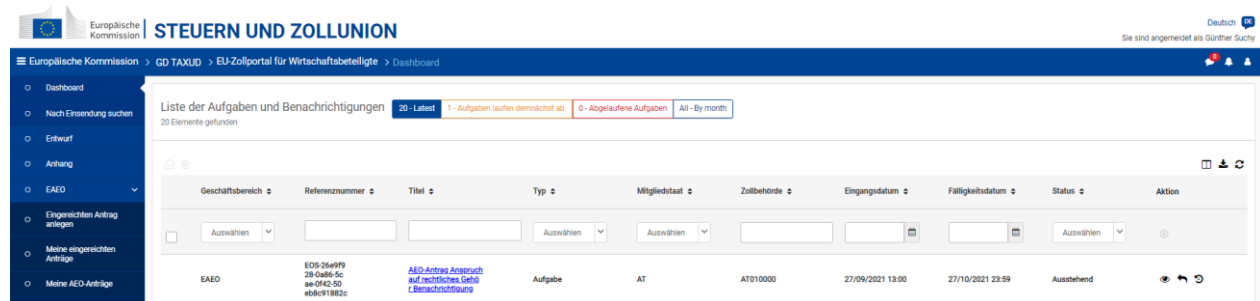 Europäische
Kommission
STEUERN UND ZOLLUNION
Deutsch DE
Sie sind angemeldet als Günther Suchy
Europäische Kommission > GD TAXUD > EU-Zollportal für Wirtschaftsbeteiligte > Dashboard
0
Dashboard
Nach Einsendung suchen
Entwurf
Anhang
EAEO
Eingereichten Antrag
anlegen
Meine eingereichten
Anträge
Meine AEO-Anträge
Liste der Aufgaben und Benachrichtigungen
20 - Latest
1 - Aufgaben laufen demnächst ab.
0 - Abgelaufene Aufgaben
All - By month
20 Elemente gefunden
Geschäftsbereich Referenznummer Titel Typ Mitgliedstaat Zollbehörde Eingangsdatum Fälligkeitsdatum Status Aktion
Auswählen Auswählen Auswählen Auswählen
EAEO
EOS-26e9f9
28-0a86-5c
ae-0f42-50
eb8c91882c
AEO-Antrag Anspruch
auf rechtliches Gehö
r Benachrichtigung
Aufgabe
AT
AT010000
27/09/2021 13:00
27/10/2021 23:59
Ausstehend